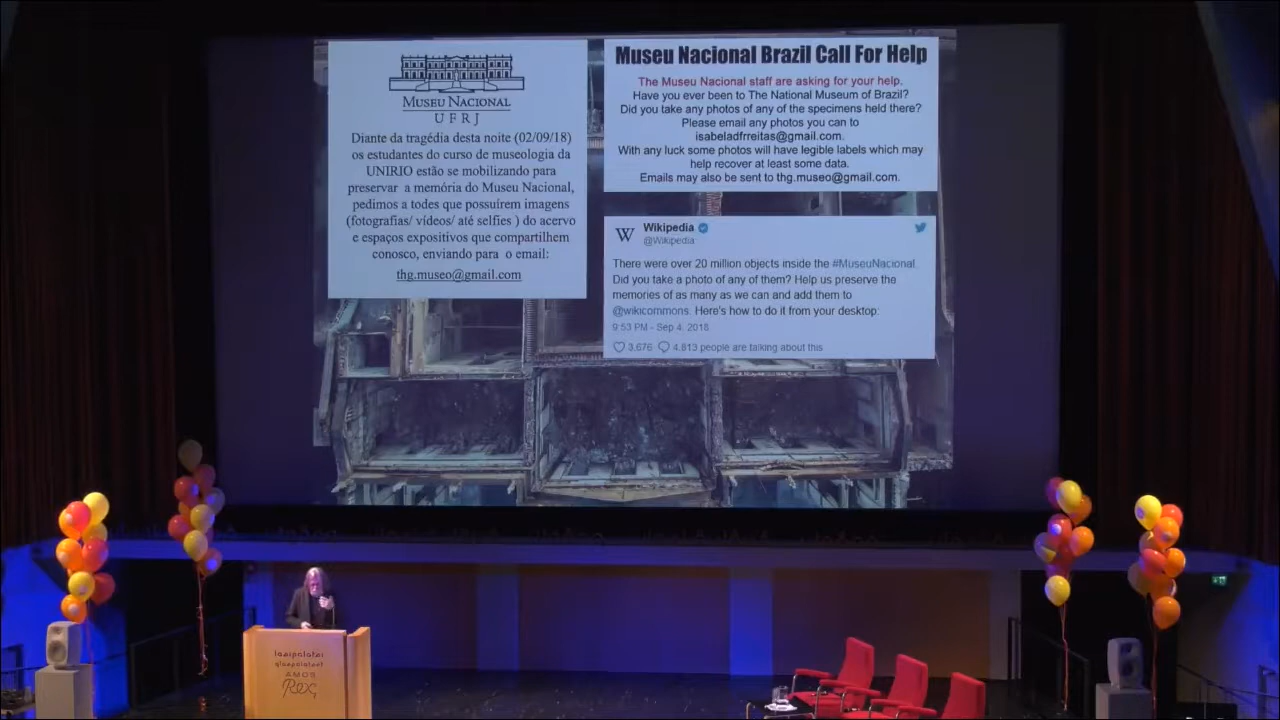 MUSEU NACIONAL
UFRJ
Diante da tragédia desta noite (02/09/18)
os estudantes do curso de museologia da
UNIRIO estão se mobilizando para
preservar a memória do Museu Nacional,
pedimos a todes que possuírem imagens
(fotografias/ vídeos/ até selfies ) do acervo
e espaços expositivos que compartilhem
conosco, enviando para o email:
thg.museo@gmail.com
Museu Nacional Brazil Call For Help
The Museu Nacional staff are asking for your help.
Have you ever been to The National Museum of Brazil?
Did you take any photos of any of the specimens held there?
Please email any photos you can to
isabeladfrreitas@gmail.com.
With any luck some photos will have legible labels which may
help recover at least some data.
Emails may also be sent to thg.museo@gmail.com.
W Wikipedia
@Wikipedia
There were over 20 million objects inside the #MuseuNacional.
Did you take a photo of any of them? Help us preserve the
memories of as many as we can and add them to
@wikicommons. Here's how to do it from your desktop:
9:53 PM - Sep 4, 2018
3,676 4,813 people are talking about this
AMOS
Rex